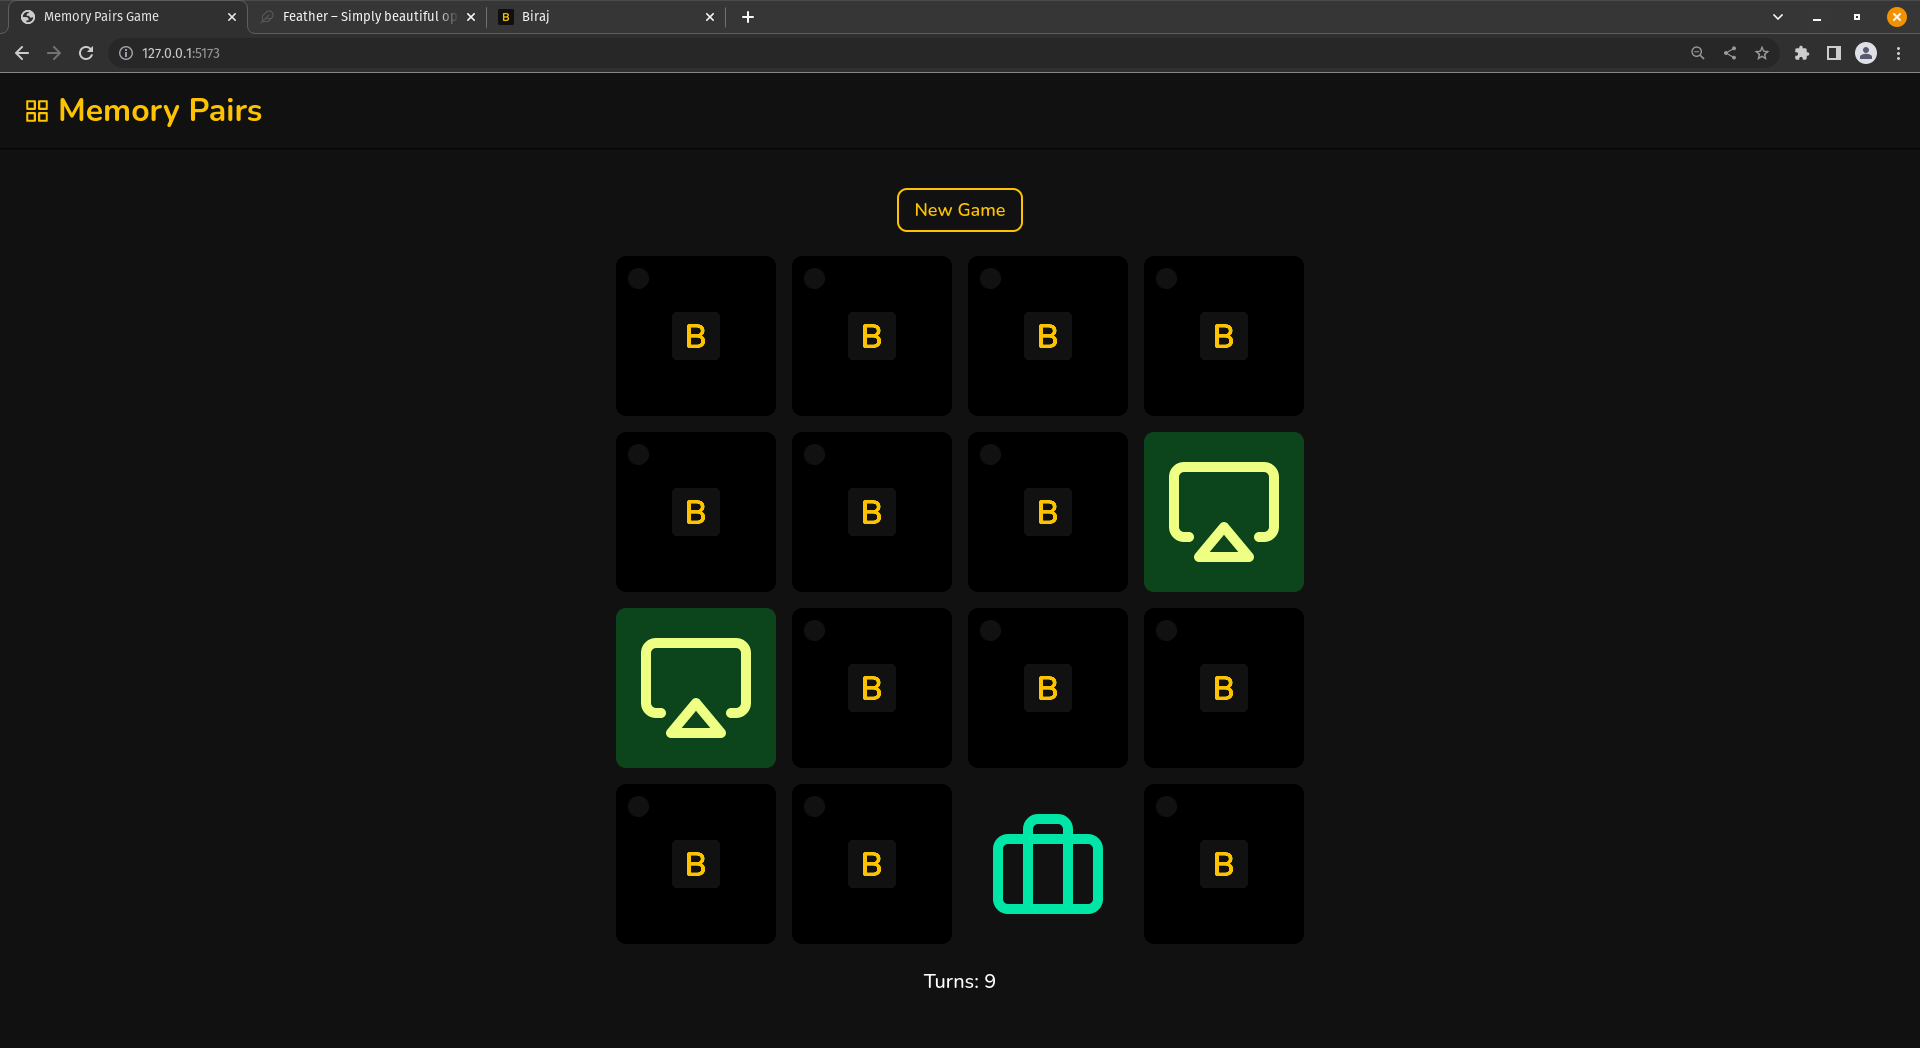 Memory Pairs Game
Feather – Simply beautiful op
B Biraj
127.0.0.1:5173
Memory Pairs
New Game
B B B B
B B B
B B B
B B B
Turns: 9